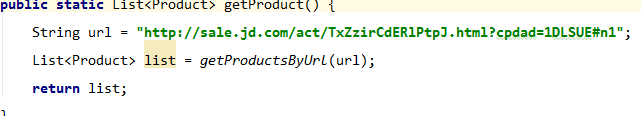 public static List<Product> getProduct() {
String url = "http://sale.jd.com/act/TxZzirCdERlPtpJ.html?cpdad=1DLSUE#n1";
List<Product> list = getProductsByUrl(url);
return list;
}